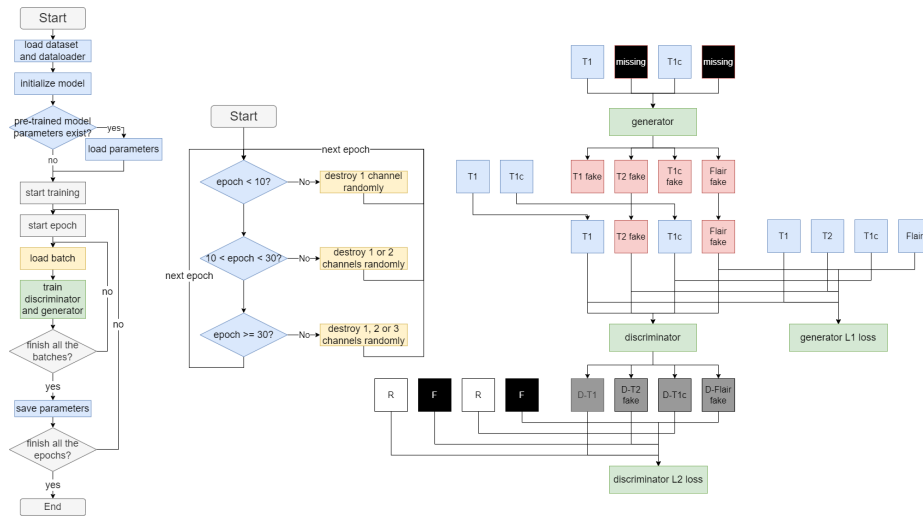 Start
load dataset
and dataloader
initialize model
pre-trained model
parameters exist?
yes
load parameters
no
start training
start epoch
load batch
no
train
discriminator
and generator
no
finish all the
batches?
yes
save parameters
finish all the
epochs?
yes
End
Start
next epoch
epoch < 10?
No
destroy 1 channel
randomly
10 < epoch < 30?
No
destroy 1 or 2
channels randomly
next epoch
epoch >= 30?
No
destroy 1, 2 or 3
channels randomly
T1
missing
T1c
missing
generator
T1
T1c
T1 fake
T2 fake
T1c
fake
Flair
fake
T1
T2 fake
T1c
Flair
fake
T1
T2
T1c
Flair
discriminator
generator L1 loss
R
F
R
F
D-T1
D-T2
fake
D-T1c
D-Flair
fake
discriminator L2 loss